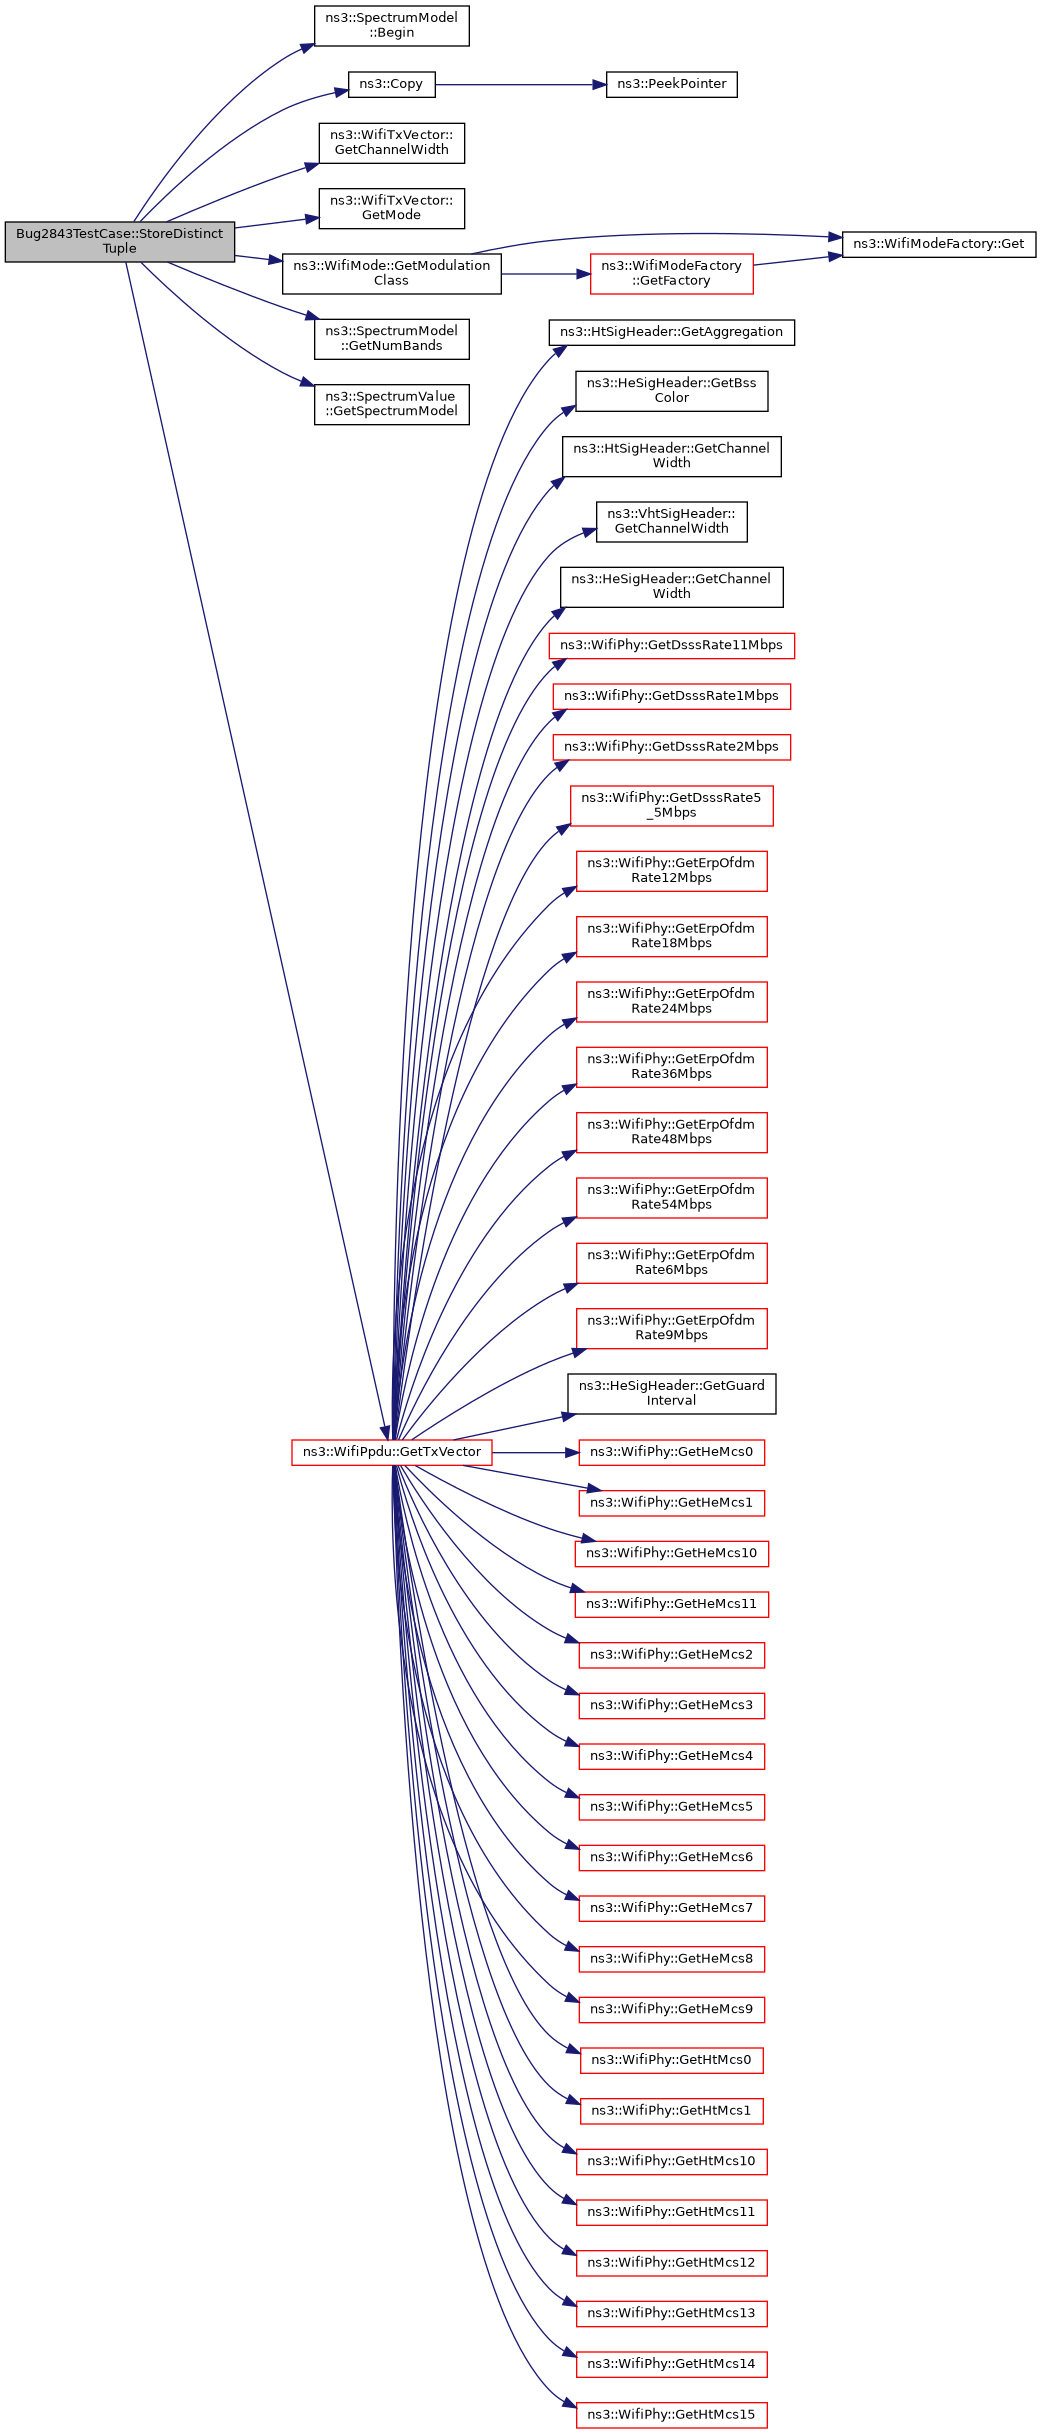 ns3::SpectrumModel
::Begin
ns3::Copy
ns3::PeekPointer
ns3::WifiTxVector::
GetChannelWidth
ns3::WifiTxVector::
GetMode
Bug2843TestCase::StoreDistinct
Tuple
ns3::WifiMode::GetModulation
Class
ns3::WifiModeFactory
::GetFactory
ns3::WifiModeFactory::Get
ns3::SpectrumModel
::GetNumBands
ns3::SpectrumValue
::GetSpectrumModel
ns3::HtSigHeader::GetAggregation
ns3::HeSigHeader::GetBss
Color
ns3::HtSigHeader::GetChannel
Width
ns3::VhtSigHeader::
GetChannelWidth
ns3::HeSigHeader::GetChannel
Width
ns3::WifiPhy::GetDsssRate11Mbps
ns3::WifiPhy::GetDsssRate1Mbps
ns3::WifiPhy::GetDsssRate2Mbps
ns3::WifiPhy::GetDsssRate5
_5Mbps
ns3::WifiPhy::GetErpOfdm
Rate12Mbps
ns3::WifiPhy::GetErpOfdm
Rate18Mbps
ns3::WifiPhy::GetErpOfdm
Rate24Mbps
ns3::WifiPhy::GetErpOfdm
Rate36Mbps
ns3::WifiPhy::GetErpOfdm
Rate48Mbps
ns3::WifiPhy::GetErpOfdm
Rate54Mbps
ns3::WifiPhy::GetErpOfdm
Rate6Mbps
ns3::WifiPhy::GetErpOfdm
Rate9Mbps
ns3::HeSigHeader::GetGuard
Interval
ns3::WifiPpdu::GetTxVector
ns3::WifiPhy::GetHeMcs0
ns3::WifiPhy::GetHeMcs1
ns3::WifiPhy::GetHeMcs10
ns3::WifiPhy::GetHeMcs11
ns3::WifiPhy::GetHeMcs2
ns3::WifiPhy::GetHeMcs3
ns3::WifiPhy::GetHeMcs4
ns3::WifiPhy::GetHeMcs5
ns3::WifiPhy::GetHeMcs6
ns3::WifiPhy::GetHeMcs7
ns3::WifiPhy::GetHeMcs8
ns3::WifiPhy::GetHeMcs9
ns3::WifiPhy::GetHtMcs0
ns3::WifiPhy::GetHtMcs1
ns3::WifiPhy::GetHtMcs10
ns3::WifiPhy::GetHtMcs11
ns3::WifiPhy::GetHtMcs12
ns3::WifiPhy::GetHtMcs13
ns3::WifiPhy::GetHtMcs14
ns3::WifiPhy::GetHtMcs15